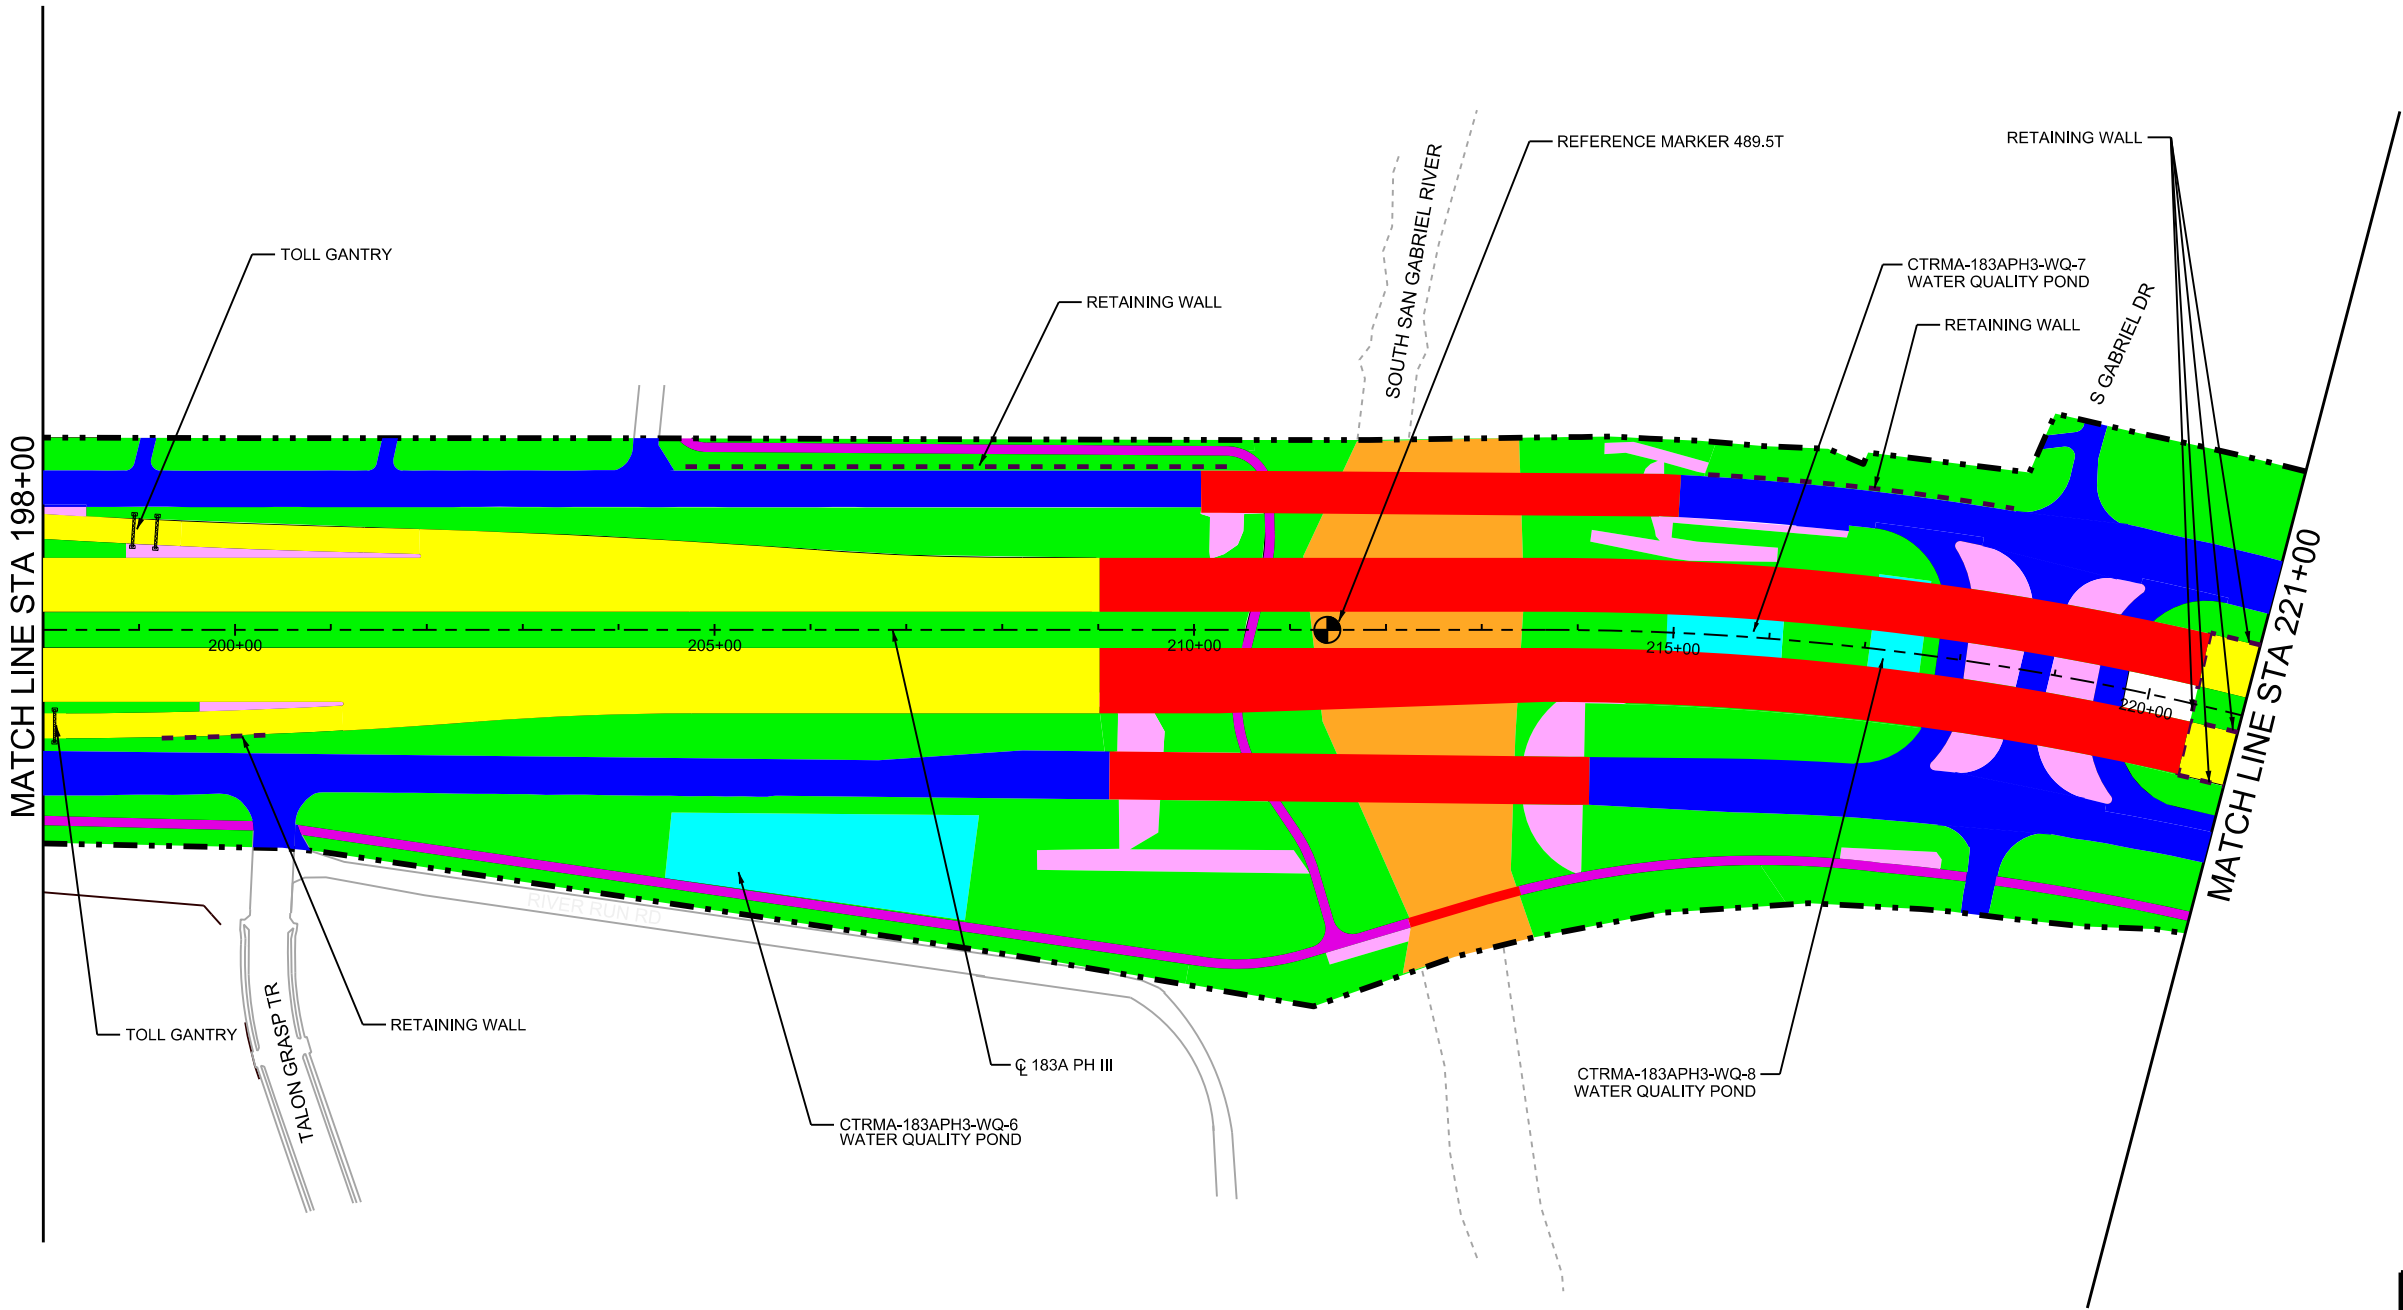 REFERENCE MARKER 489.5T
RETAINING WALL
SOUTH SAN GABRIEL RIVER
TOLL GANTRY
CTRMA-183APH3-WQ-7
WATER QUALITY POND
RETAINING WALL
RETAINING WALL
S GABRIEL DR
MATCH LINE STA 198+00
MATCH LINE STA 221+00
200+00
205+00
210+00
215+00
220+00
RIVER RUN RD
TALON GRASP TR
TOLL GANTRY
RETAINING WALL
℄ 183A PH III
CTRMA-183APH3-WQ-8
WATER QUALITY POND
CTRMA-183APH3-WQ-6
WATER QUALITY POND